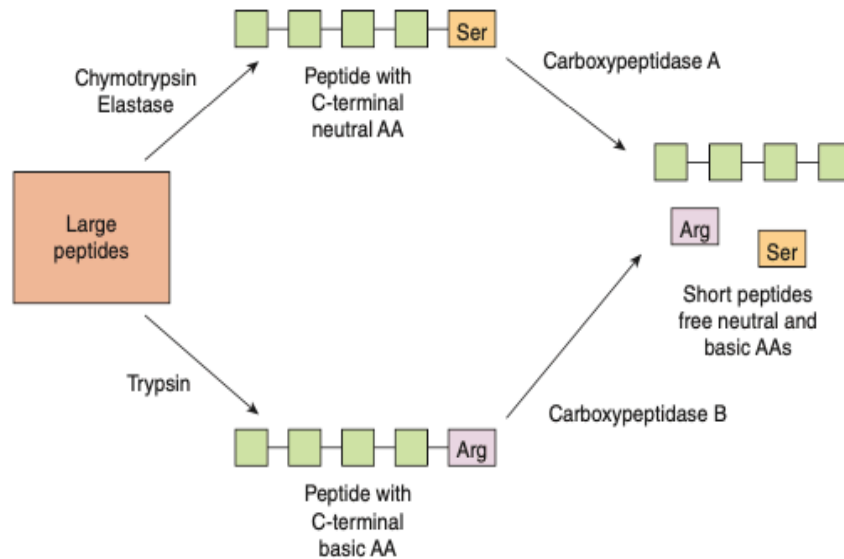 Ser
Chymotrypsin
Elastase
Peptide with
C-terminal
neutral AA
Carboxypeptidase A
Large
peptides
Arg
Ser
Short peptides
free neutral and
basic AAs
Trypsin
Carboxypeptidase B
Arg
Peptide with
C-terminal
basic AA